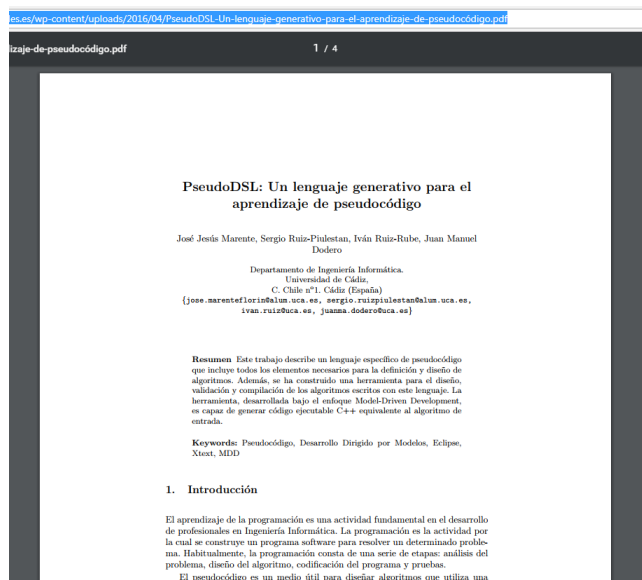 es.es/wp-content/uploads/2016/04/PseudoDSL-Un-lenguaje-generativo-para-el-aprendizaje-de-pseudocódigo.pdf
izaje-de-pseudocódigo.pdf
1 / 4
PseudoDSL: Un lenguaje generativo para el
aprendizaje de pseudocódigo
José Jesús Marente, Sergio Ruiz-Piulestan, Iván Ruiz-Rube, Juan Manuel
Dodero
Departamento de Ingeniería Informática.
Universidad de Cádiz,
C. Chile nº1. Cádiz (España)
{jose.marenteflorin@alum.uca.es, sergio.ruizpiulestan@alum.uca.es,
ivan.ruiz@uca.es, juanma.dodero@uca.es}
Resumen Este trabajo describe un lenguaje específico de pseudocódigo
que incluye todos los elementos necesarios para la definición y diseño de
algoritmos. Además, se ha construido una herramienta para el diseño,
validación y compilación de los algoritmos escritos con este lenguaje. La
herramienta, desarrollada bajo el enfoque Model-Driven Development,
es capaz de generar código ejecutable C++ equivalente al algoritmo de
entrada.
Keywords: Pseudocódigo, Desarrollo Dirigido por Modelos, Eclipse,
Xtext, MDD
1. Introducción
El aprendizaje de la programación es una actividad fundamental en el desarrollo
de profesionales en Ingeniería Informática. La programación es la actividad por
la cual se construye un programa software para resolver un determinado proble-
ma. Habitualmente, la programación consta de una serie de etapas: análisis del
problema, diseño del algoritmo, codificación del programa y pruebas.
El pseudocódigo es un medio útil para diseñar algoritmos que utiliza una